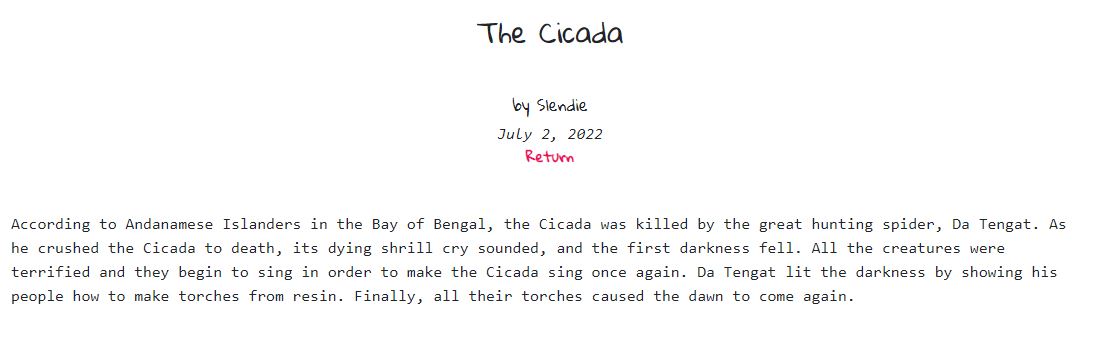 The Cicada
by Slendie
July 2, 2022
Return
According to Andanamese Islanders in the Bay of Bengal, the Cicada was killed by the great hunting spider, Da Tengat. As
he crushed the Cicada to death, its dying shrill cry sounded, and the first darkness fell. All the creatures were
terrified and they begin to sing in order to make the Cicada sing once again. Da Tengat lit the darkness by showing his
people how to make torches from resin. Finally, all their torches caused the dawn to come again.